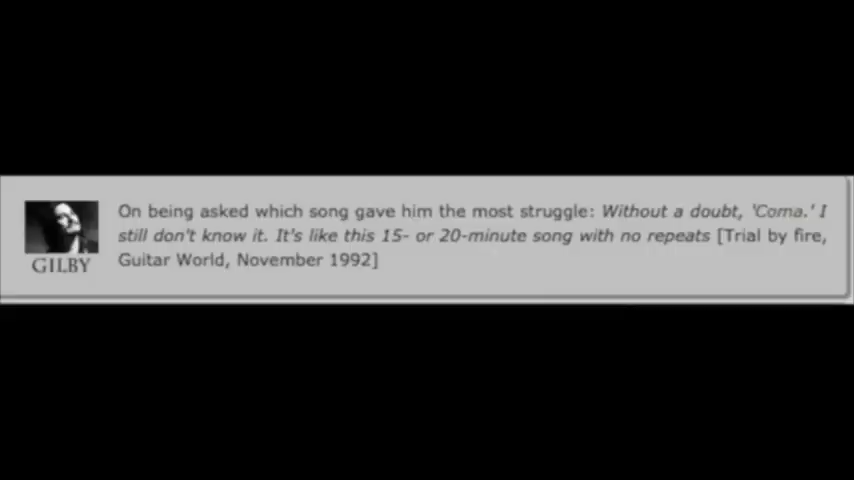 On being asked which song gave him the most struggle: Without a doubt, 'Coma.' I
still don't know it. It's like this 15- or 20-minute song with no repeats [Trial by fire,
Guitar World, November 1992]
GILBY